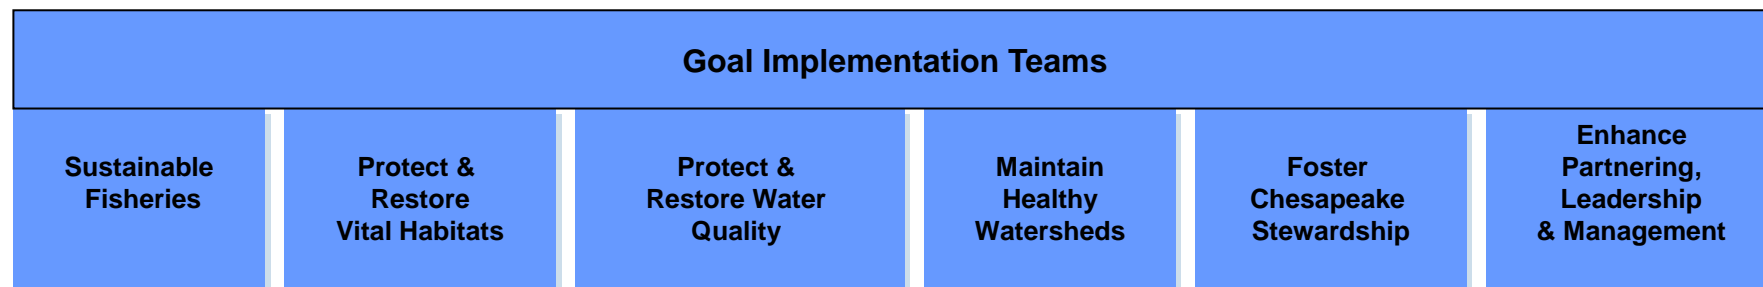 Goal Implementation Teams
Sustainable
Fisheries
Protect &
Restore
Vital Habitats
Protect &
Restore Water
Quality
Maintain
Healthy
Watersheds
Foster
Chesapeake
Stewardship
Enhance
Partnering,
Leadership
& Management